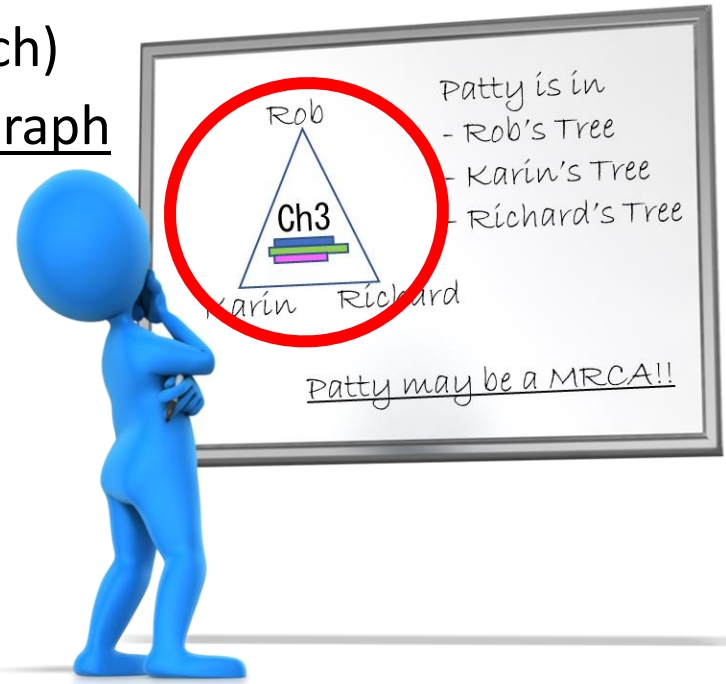 ch)
raph
Rob
Ch3
Karin Richard
Patty is in
- Rob's Tree
- Karin's Tree
- Richard's Tree
Patty may be a MRCA!!